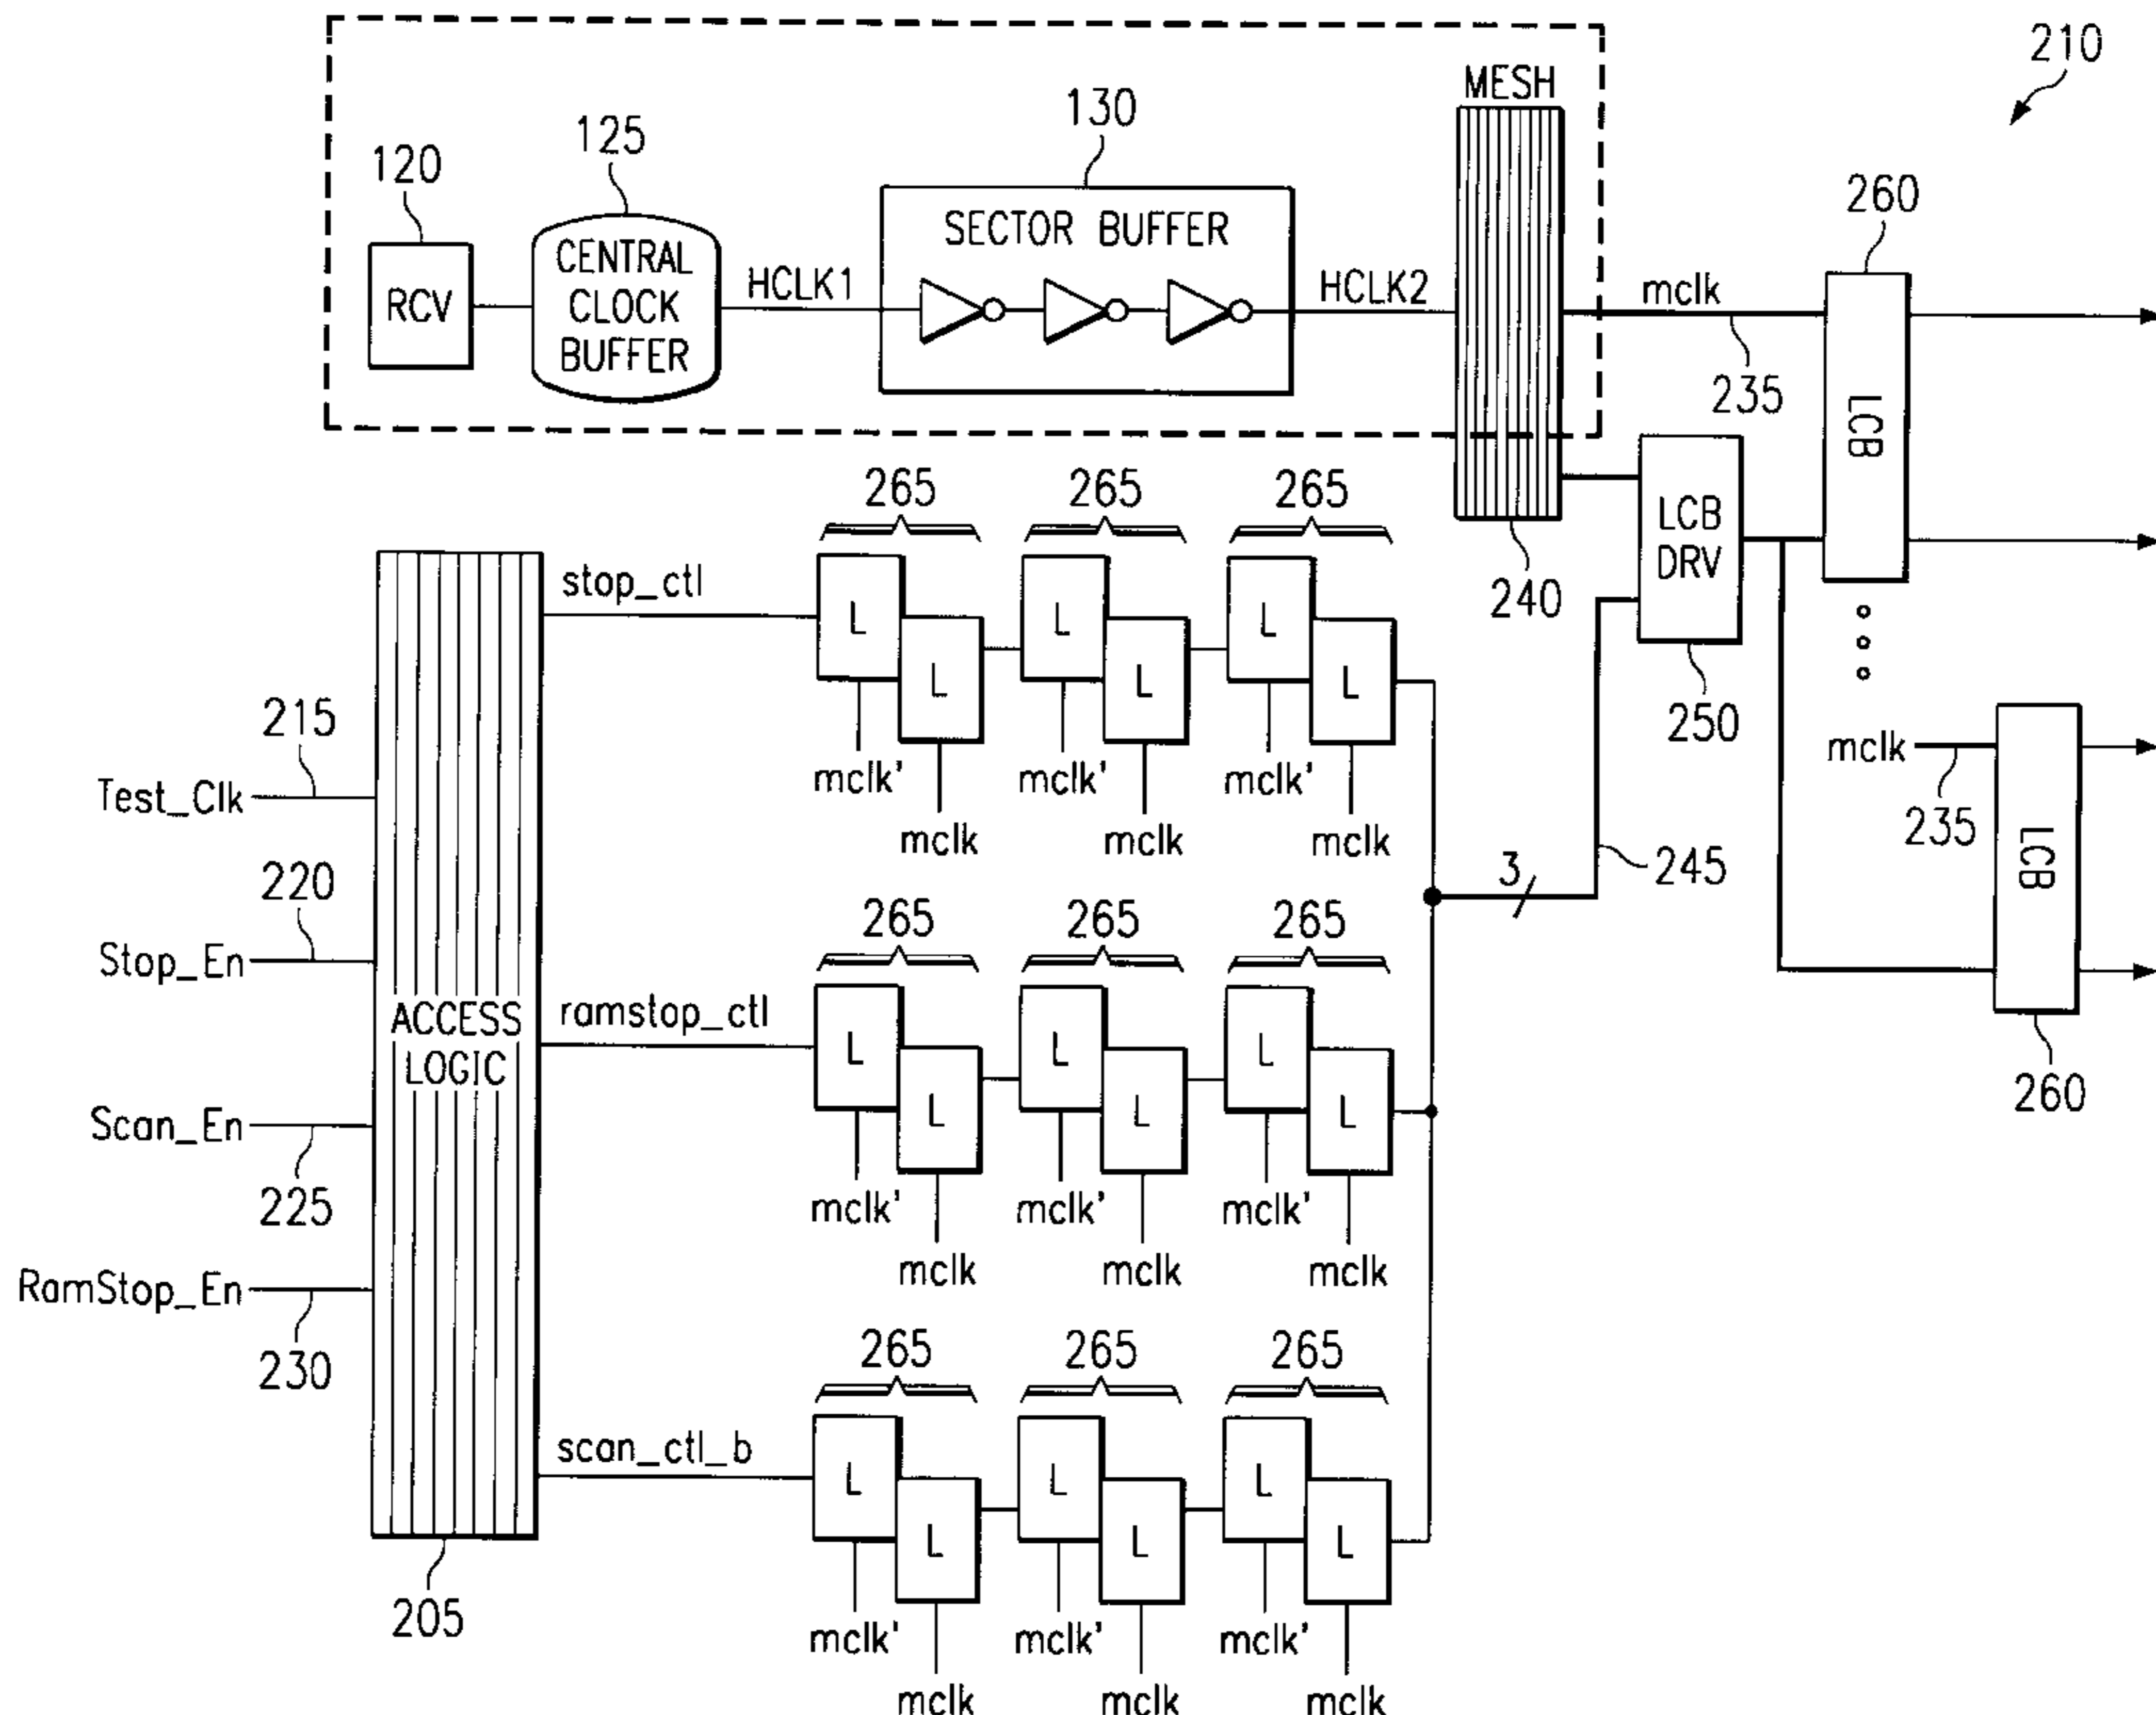 210
MESH
130
125
120
260
SECTOR BUFFER
CENTRAL
CLOCK
BUFFER
RCV
HCLK1
HCLK2
mclk
235
LCB
265
265
265
LCB
DRV
240
250
stop_ctl
L
L
L
L
L
L
mclk'
mclk'
mclk'
mclk
mclk
mclk
mclk
235
LCB
260
215
Test_Clk
220
Stop_En
3
245
265
265
265
ACCESS
LOGIC
ramstop_ctl
L
L
L
L
L
L
Scan_En
225
mclk'
mclk'
mclk'
mclk
mclk
mclk
RamStop_En
230
265
265
265
scan_ctl_b
L
L
L
L
L
L
205
mclk'
mclk'
mclk'
mclk
mclk
mclk